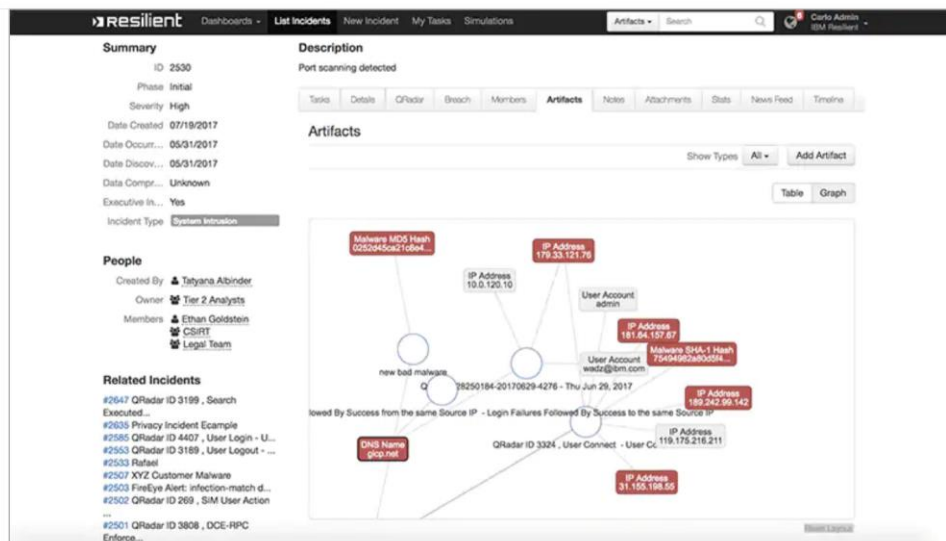 Resilient Dashboards List Incidents New Incident My Tasks Simulations Artifacts Search Carlo Admin
IBM Resilient
Summary
ID 2530
Phase Initial
Severity High
Date Created 07/19/2017
Date Occurr... 05/31/2017
Date Discov... 05/31/2017
Data Compr... Unknown
Executive In... Yes
Incident Type System Intrusion
People
Created By Tatyana Albinder
Owner Tier 2 Analysts
Members Ethan Goldstein
CSIRT
Legal Team
Related Incidents
#2647 QRadar ID 3199 , Search
Executed...
#2635 Privacy Incident Ecample
#2585 QRadar ID 4407 , User Login - U...
#2553 QRadar ID 3189 , User Logout - ...
#2533 Rafael
#2507 XYZ Customer Malware
#2503 FireEye Alert: infection-match d...
#2502 QRadar ID 269 , SIM User Action
...
#2501 QRadar ID 3808 , DCE-RPC
Enforce...
Description
Port scanning detected
Tasks Details QRadar Breach Members Artifacts Notes Attachments Stats News Feed Timeline
Artifacts
Show Types All Add Artifact
Table Graph
Malware MD5 Hash
0252d45ca21c8e4...
IP Address
179.33.121.76
IP Address
10.0.120.10
User Account
admin
IP Address
181.64.157.67
Malware SHA-1 Hash
75494982a80d5f4...
User Account
wadz@ibm.com
new bad malware
28250184-20170629-4276 - Thu Jun 29, 2017
IP Address
189.242.99.142
lowed By Success from the same Source IP - Login Failures Followed By Success to the same Source IP
IP Address
119.175.216.211
DNS Name
gicp.net
QRadar ID 3324 , User Connect - User Co
IP Address
31.155.198.55